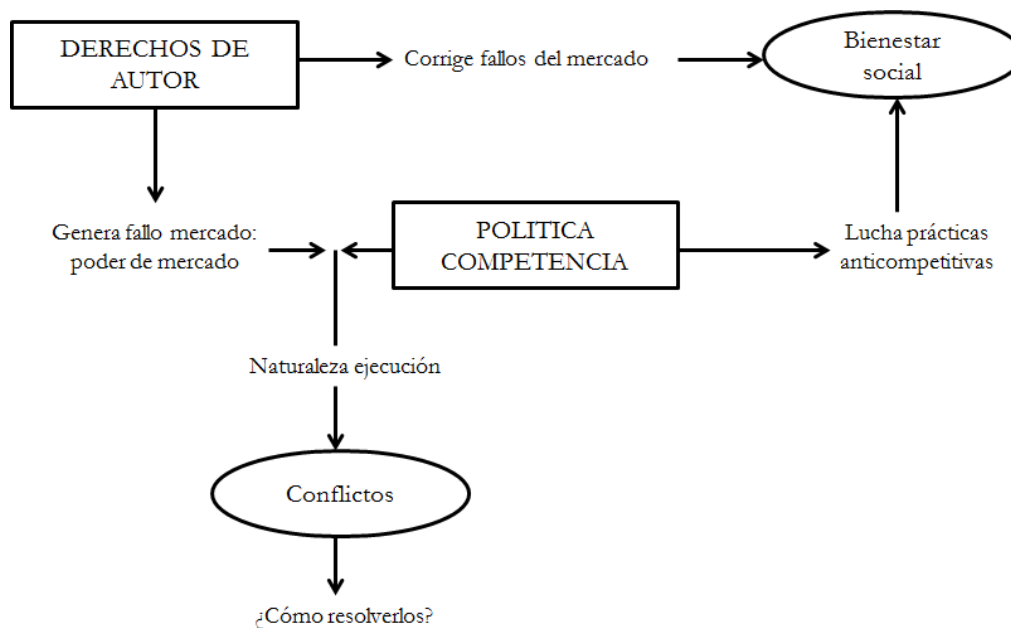 DERECHOS DE
AUTOR
Corrige fallos del mercado
Bienestar
social
Genera fallo mercado:
poder de mercado
POLITICA
COMPETENCIA
Lucha prácticas
anticompetitivas
Naturaleza ejecución
Conflictos
¿Cómo resolverlos?